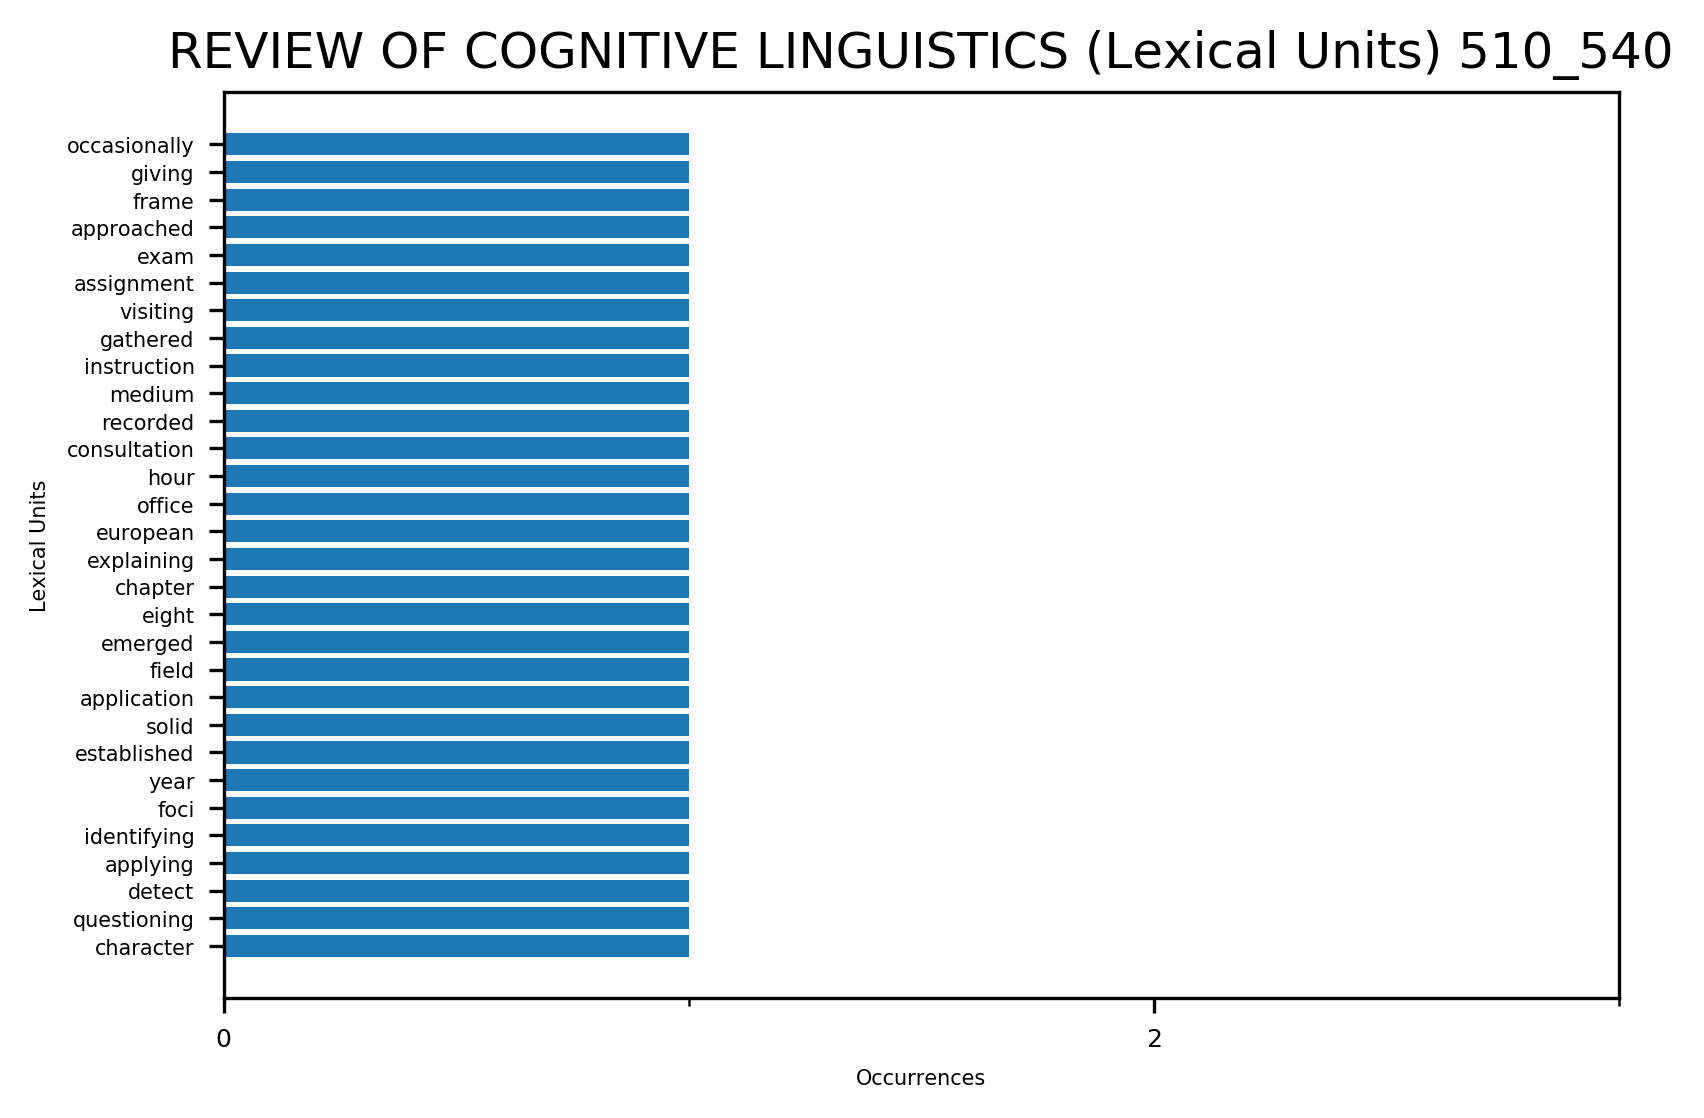 REVIEW OF COGNITIVE LINGUISTICS (Lexical Units) 510_540
occasionally
giving
frame
approached
exam
assignment
visiting
gathered
instruction
medium
recorded
consultation
hour
office
european
explaining
chapter
eight
emerged
field
application
solid
established
year
foci
identifying
applying
detect
questioning
character
Lexical Units
0 2
Occurrences